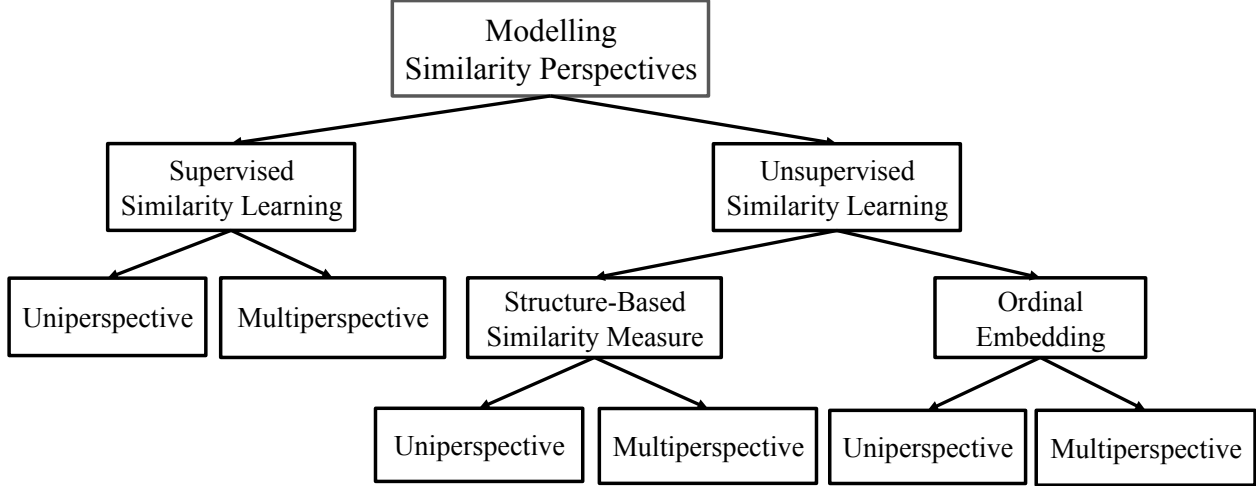 Modelling
Similarity Perspectives
Supervised
Similarity Learning
Unsupervised
Similarity Learning
Uniperspective
Multiperspective
Structure-Based
Similarity Measure
Ordinal
Embedding
Uniperspective
Multiperspective
Uniperspective
Multiperspective